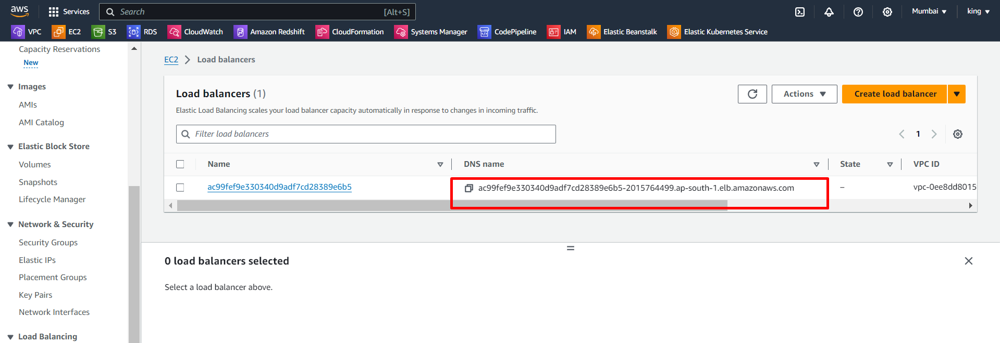 aws Services Search [Alt+S] Mumbai king
VPC EC2 S3 RDS CloudWatch Amazon Redshift CloudFormation Systems Manager CodePipeline IAM Elastic Beanstalk Elastic Kubernetes Service
Capacity Reservations
New
Images
AMIs
AMI Catalog
Elastic Block Store
Volumes
Snapshots
Lifecycle Manager
Network & Security
Security Groups
Elastic IPs
Placement Groups
Key Pairs
Network Interfaces
Load Balancing
EC2 Load balancers
Load balancers (1) Actions Create load balancer
Elastic Load Balancing scales your load balancer capacity automatically in response to changes in incoming traffic.
Filter load balancers 1
Name DNS name State VPC ID
ac99fef9e330340d9adf7cd28389e6b5 ac99fef9e330340d9adf7cd28389e6b5-2015764499.ap-south-1.elb.amazonaws.com – vpc-0ee8dd8015
0 load balancers selected
Select a load balancer above.